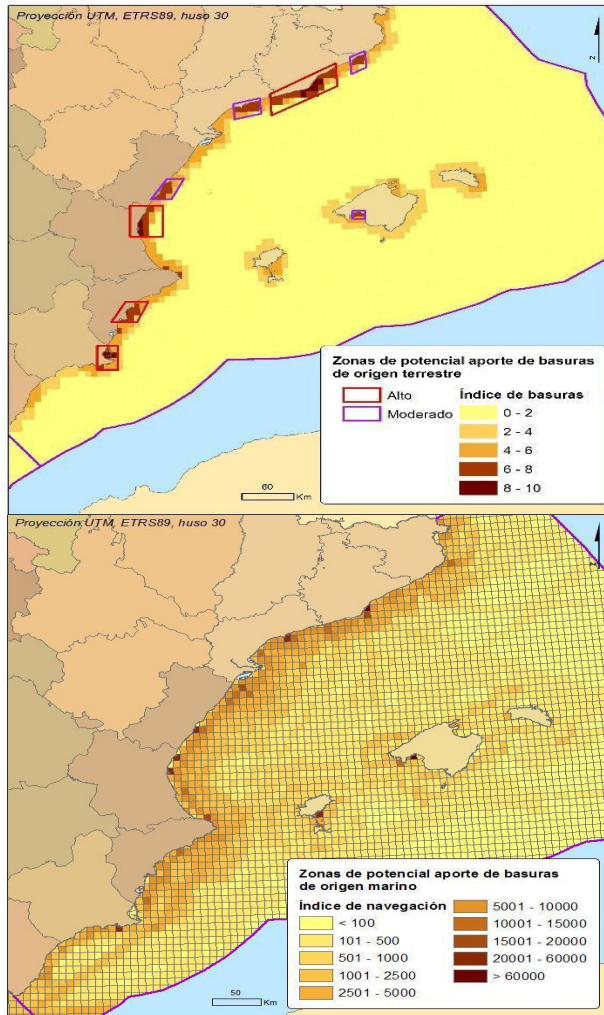 Proyección UTM, ETRS89, huso 30
z
Zonas de potencial aporte de basuras
de origen terrestre
Alto
Moderado
Índice de basuras
0 - 2
2 - 4
4 - 6
6 - 8
8 - 10
60
Km
Proyección UTM, ETRS89, huso 30
z
Zonas de potencial aporte de basuras
de origen marino
Índice de navegación
< 100
101 - 500
501 - 1000
1001 - 2500
2501 - 5000
5001 - 10000
10001 - 15000
15001 - 20000
20001 - 60000
> 60000
50
Km